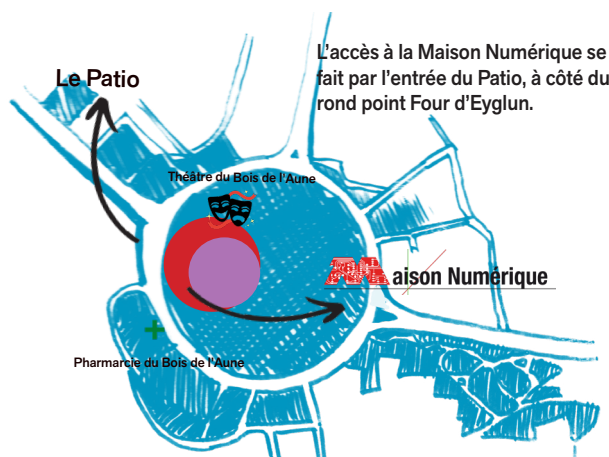 L'accès à la Maison Numérique se
fait par l'entrée du Patio, à côté du
rond point Four d'Eyglun.
Le Patio
Théâtre du Bois de l'Aune
Maison Numérique
Pharmarcie du Bois de l'Aune